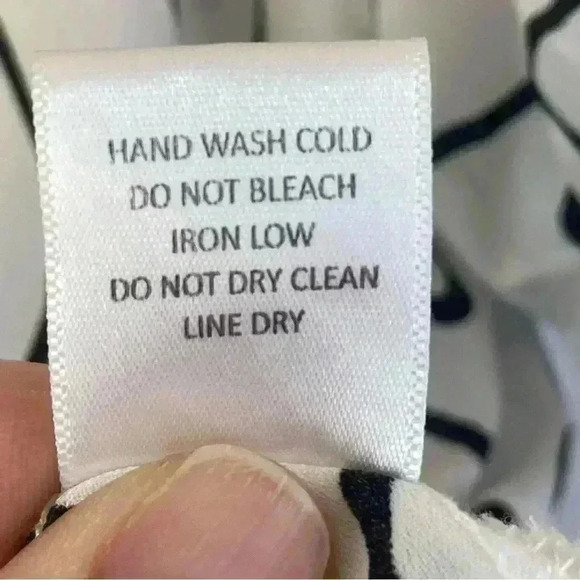 HAND WASH COLD
DO NOT BLEACH
IRON LOW
DO NOT DRY CLEAN
LINE DRY